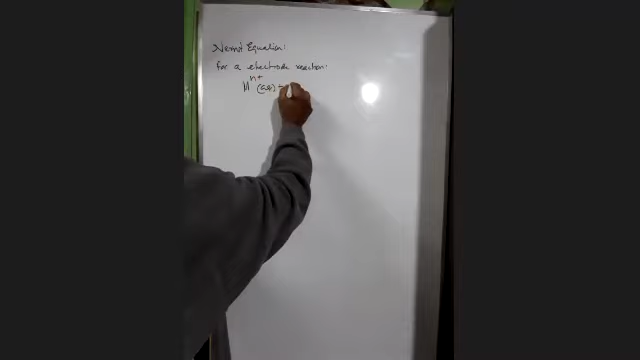 Nernst Equation:
for a electrode reaction:
M^n+ (aq) +